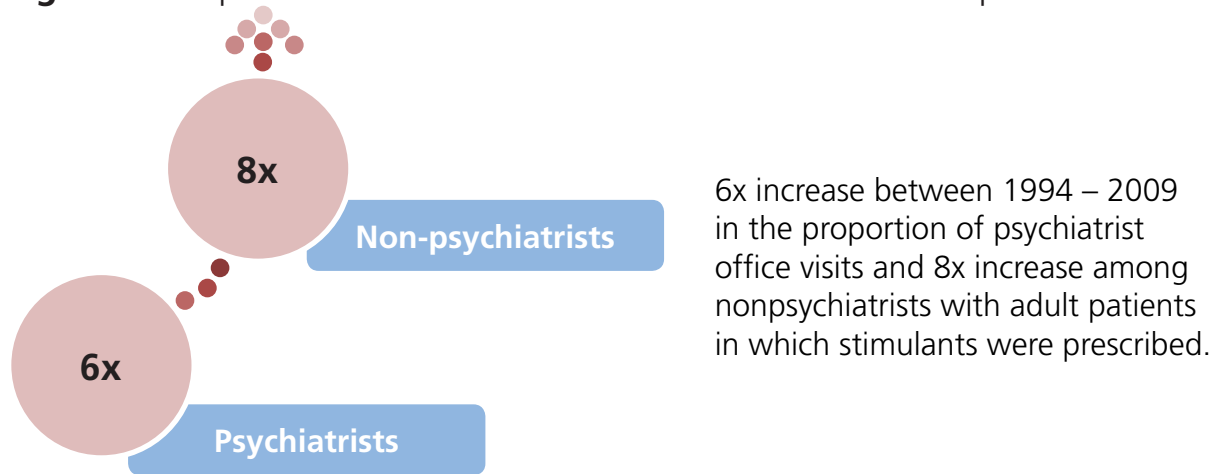 8x
Non-psychiatrists
6x
Psychiatrists
6x increase between 1994 – 2009
in the proportion of psychiatrist
office visits and 8x increase among
nonpsychiatrists with adult patients
in which stimulants were prescribed.